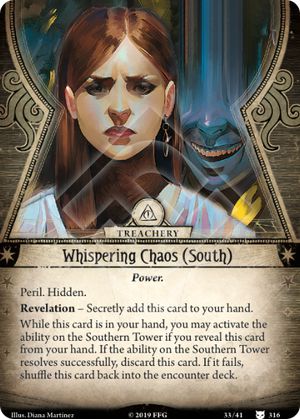 TREACHERY
Whispering Chaos (South)
Power.
Peril. Hidden.
Revelation – Secretly add this card to your hand.
While this card is in your hand, you may activate the
ability on the Southern Tower if you reveal this card
from your hand. If the ability on the Southern Tower
resolves successfully, discard this card. If it fails,
shuffle this card back into the encounter deck.
Illus. Diana Martinez
© 2019 FFG
33/41
316